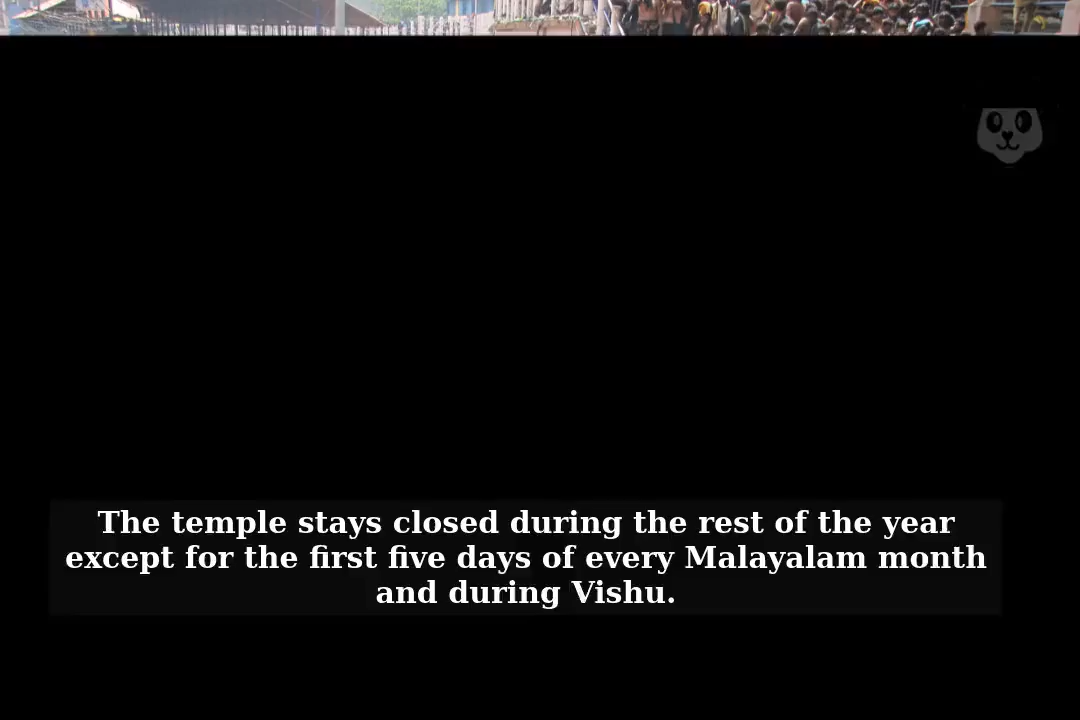 The temple stays closed during the rest of the year
except for the first five days of every Malayalam month
and during Vishu.